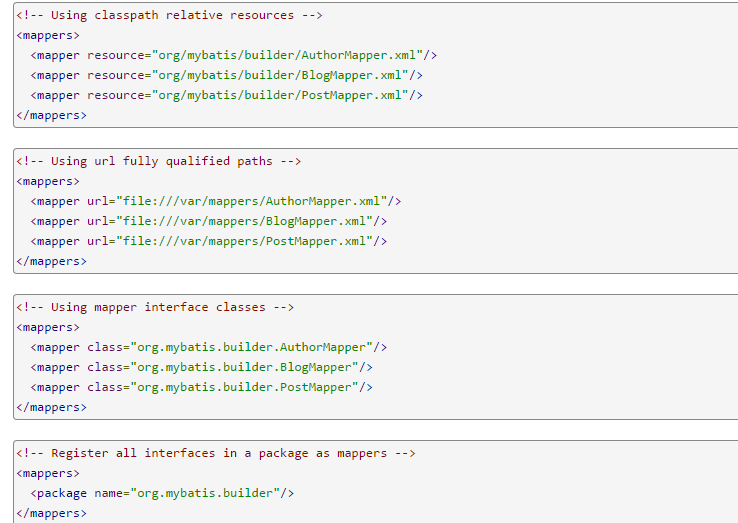 <!-- Using classpath relative resources -->
<mappers>
  <mapper resource="org/mybatis/builder/AuthorMapper.xml"/>
  <mapper resource="org/mybatis/builder/BlogMapper.xml"/>
  <mapper resource="org/mybatis/builder/PostMapper.xml"/>
</mappers>
<!-- Using url fully qualified paths -->
<mappers>
  <mapper url="file:///var/mappers/AuthorMapper.xml"/>
  <mapper url="file:///var/mappers/BlogMapper.xml"/>
  <mapper url="file:///var/mappers/PostMapper.xml"/>
</mappers>
<!-- Using mapper interface classes -->
<mappers>
  <mapper class="org.mybatis.builder.AuthorMapper"/>
  <mapper class="org.mybatis.builder.BlogMapper"/>
  <mapper class="org.mybatis.builder.PostMapper"/>
</mappers>
<!-- Register all interfaces in a package as mappers -->
<mappers>
  <package name="org.mybatis.builder"/>
</mappers>